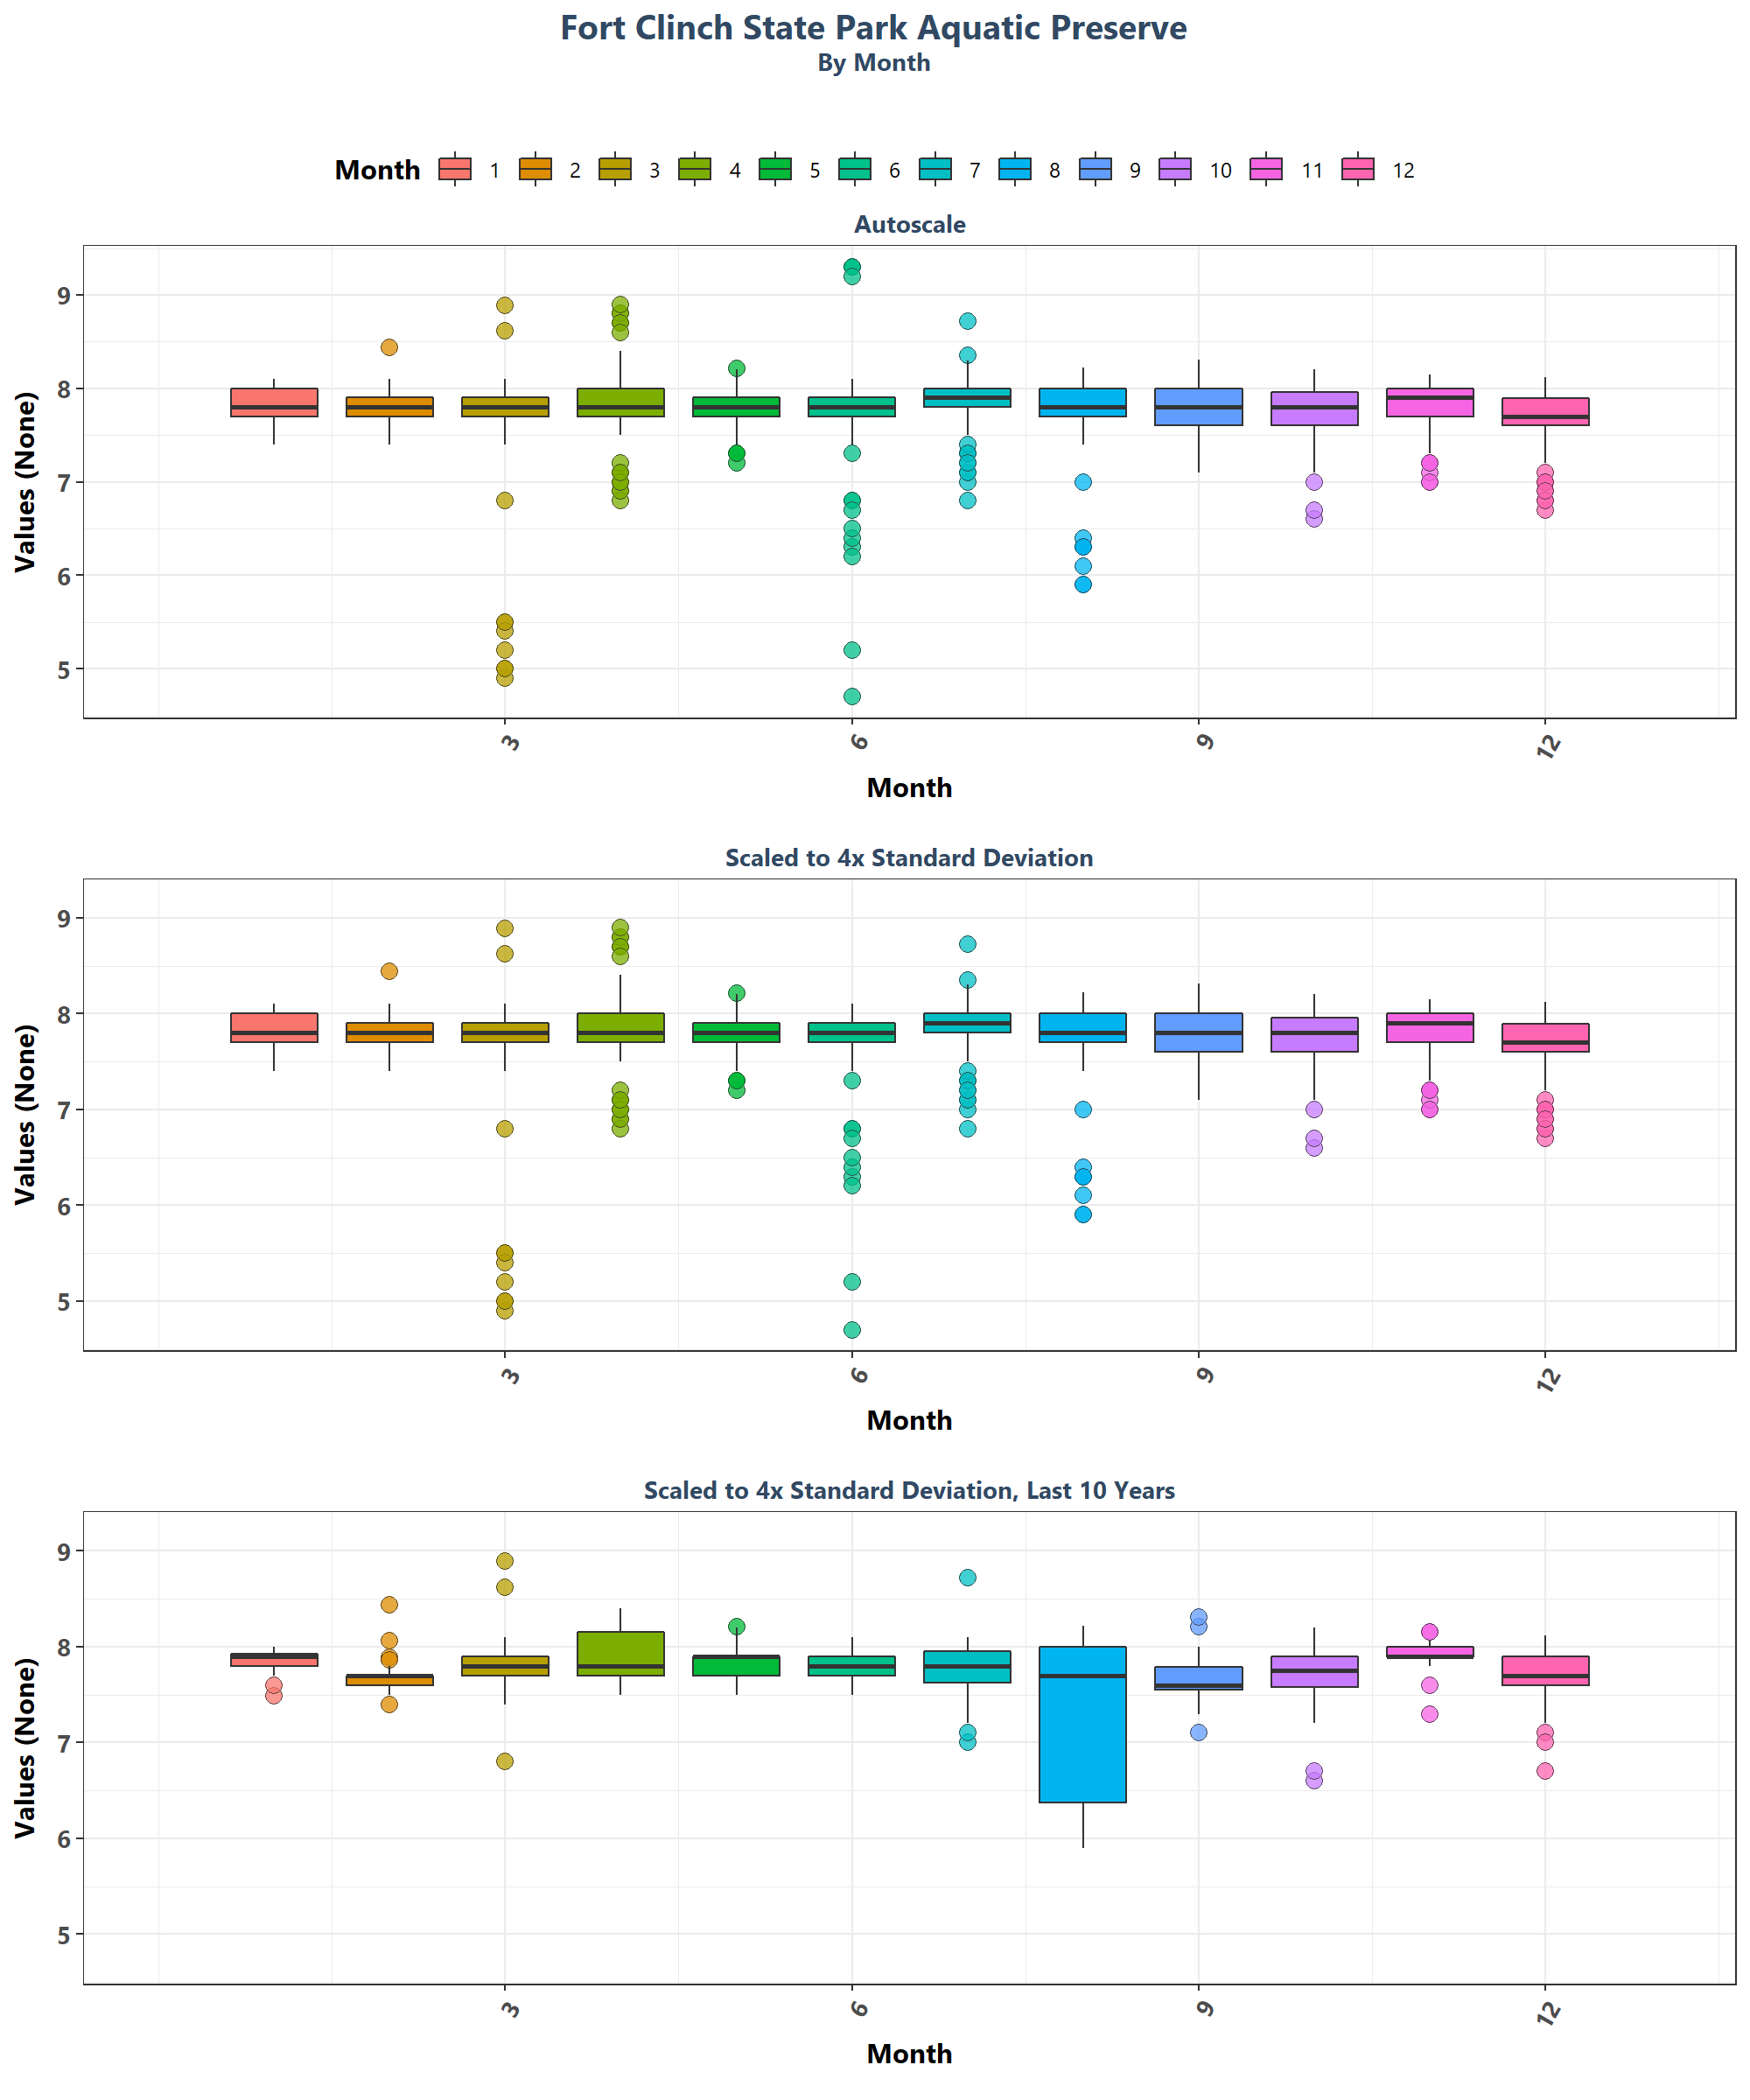 Fort Clinch State Park Aquatic Preserve
By Month
Month 1 2 3 4 5 6 7 8 9 10 11 12
Autoscale
Values (None)
9
8
7
6
5
3 6 9 12
Month
Scaled to 4x Standard Deviation
Values (None)
9
8
7
6
5
3 6 9 12
Month
Scaled to 4x Standard Deviation, Last 10 Years
Values (None)
9
8
7
6
5
3 6 9 12
Month